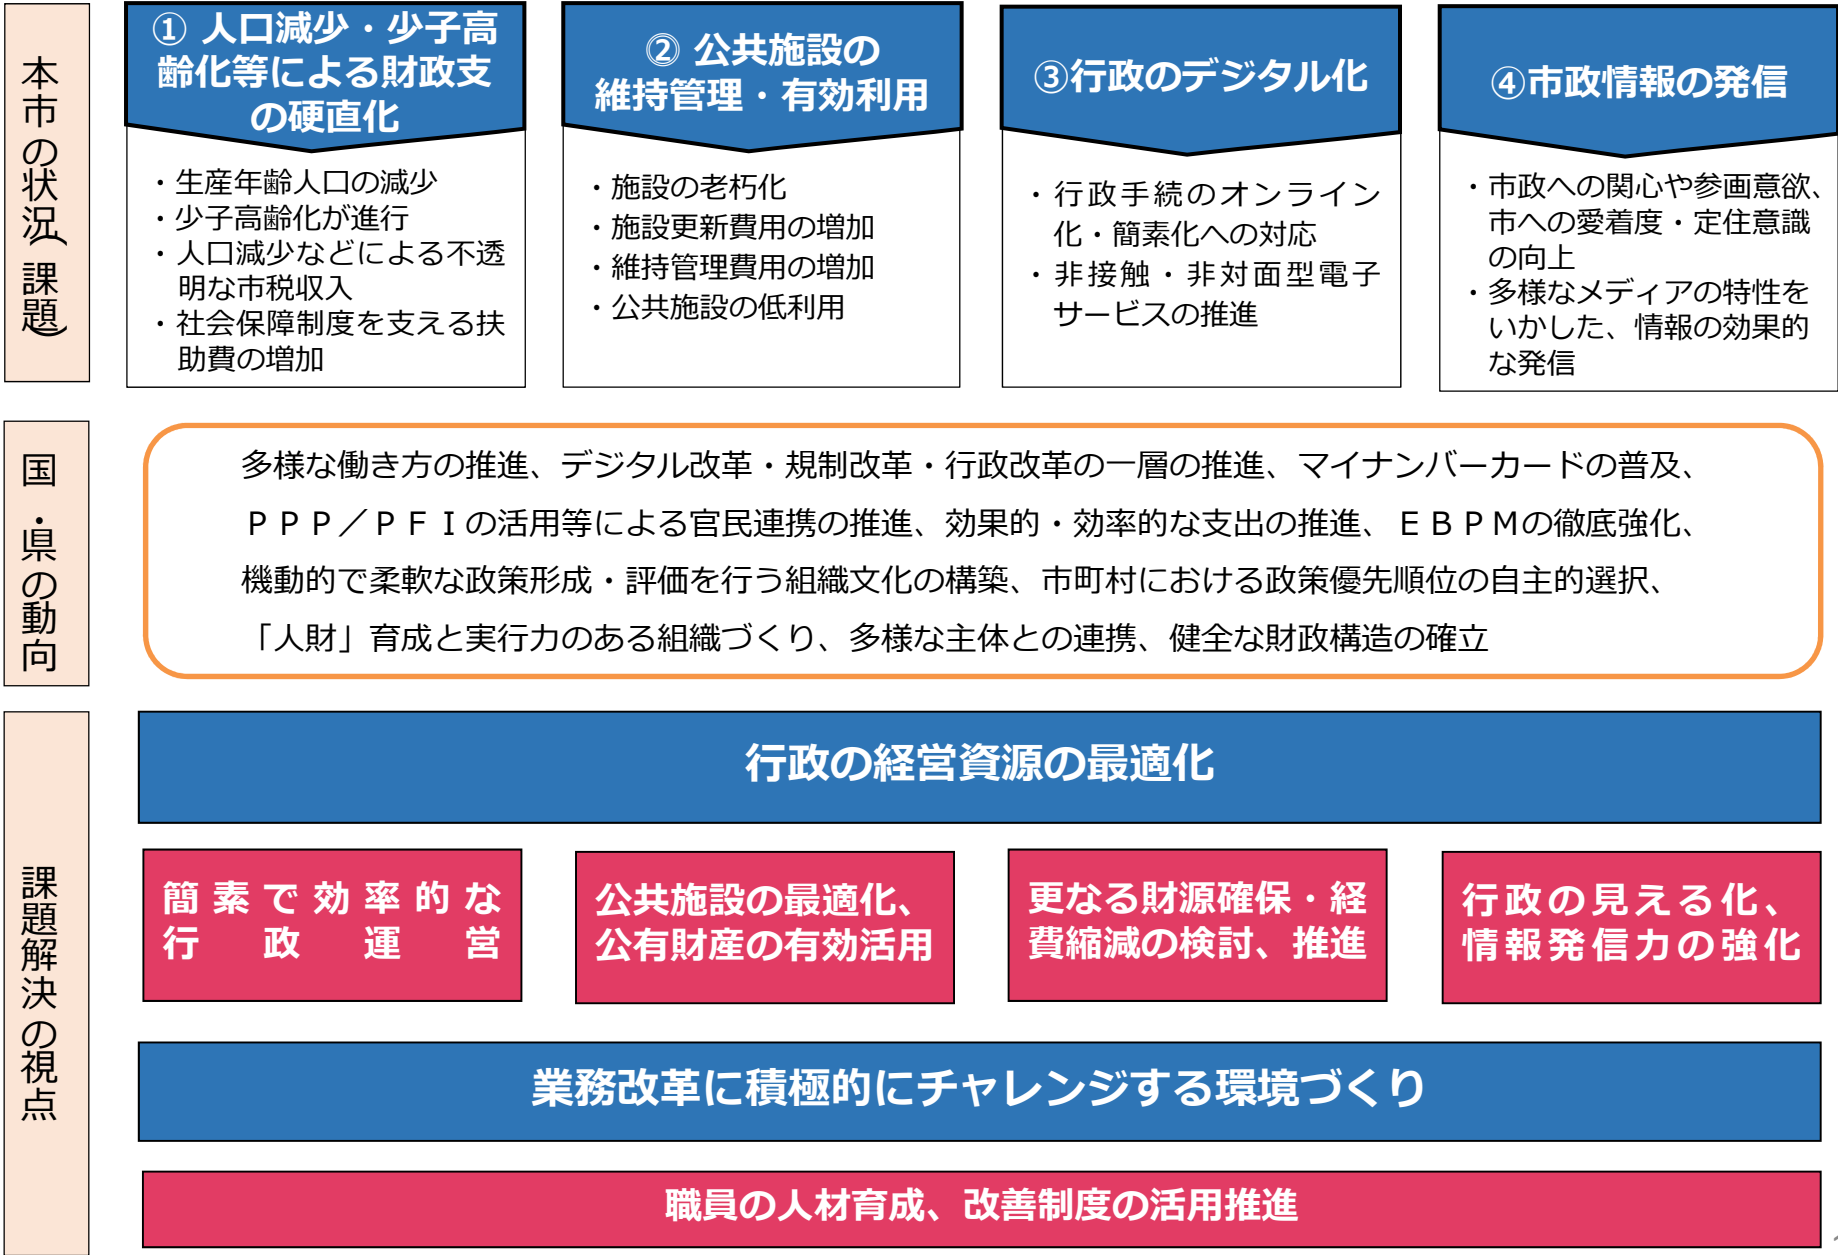 本市の状況(課題)
① 人口減少・少子高
齢化等による財政支
の硬直化
・生産年齢人口の減少
・少子高齢化が進行
・人口減少などによる不透
明な市税収入
・社会保障制度を支える扶
助費の増加
② 公共施設の
維持管理・有効利用
・施設の老朽化
・施設更新費用の増加
・維持管理費用の増加
・公共施設の低利用
③行政のデジタル化
・行政手続のオンライン
化・簡素化への対応
・非接触・非対面型電子
サービスの推進
④市政情報の発信
・市政への関心や参画意欲、
市への愛着度・定住意識
の向上
・多様なメディアの特性を
いかした、情報の効果的
な発信
国・県の動向
多様な働き方の推進、デジタル改革・規制改革・行政改革の一層の推進、マイナンバーカードの普及、
ＰＰＰ／ＰＦＩの活用等による官民連携の推進、効果的・効率的な支出の推進、ＥＢＰＭの徹底強化、
機動的で柔軟な政策形成・評価を行う組織文化の構築、市町村における政策優先順位の自主的選択、
「人財」育成と実行力のある組織づくり、多様な主体との連携、健全な財政構造の確立
課題解決の視点
行政の経営資源の最適化
簡素で効率的な
行政運営
公共施設の最適化、
公有財産の有効活用
更なる財源確保・経
費縮減の検討、推進
行政の見える化、
情報発信力の強化
業務改革に積極的にチャレンジする環境づくり
職員の人材育成、改善制度の活用推進